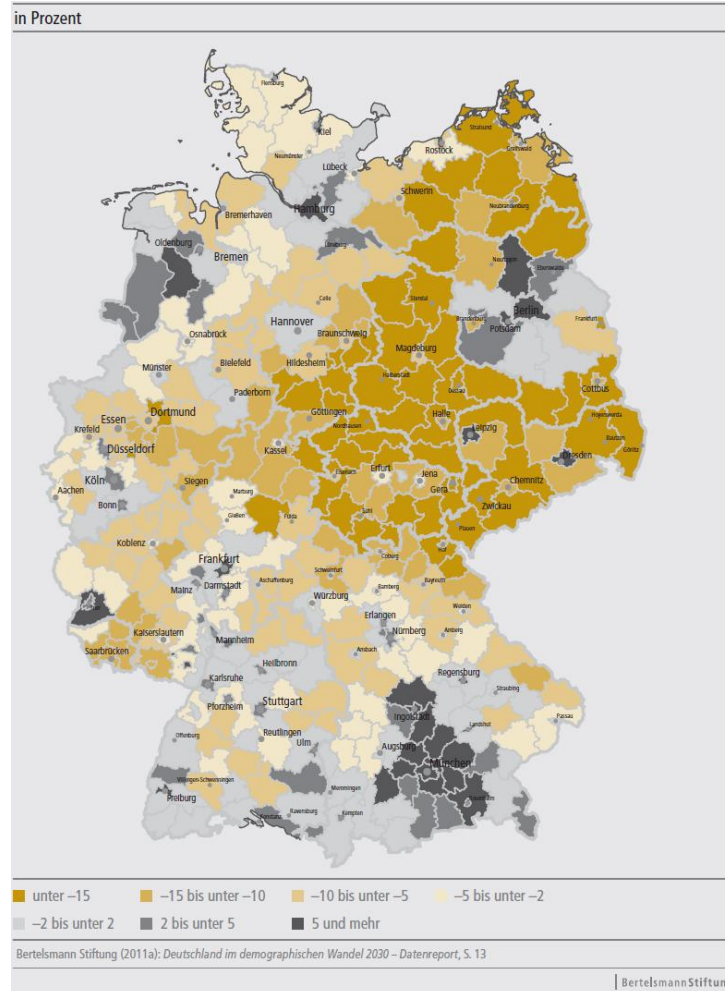 in Prozent
Flensburg
Kiel
Stralsund
Greifswald
Rostock
Neumünster
Lübeck
Schwerin
Hamburg
Bremerhaven
Neubrandenburg
Oldenburg
Lüneburg
Bremen
Neuruppin
Eberswalde
Celle
Stendal
Berlin
Brandenburg
Potsdam
Frankfurt
Hannover
Osnabrück
Braunschweig
Magdeburg
Münster
Bielefeld
Hildesheim
Halberstadt
Dessau
Cottbus
Paderborn
Dortmund
Essen
Göttingen
Nordhausen
Halle
Leipzig
Hoyerswerda
Krefeld
Düsseldorf
Kassel
Bautzen
Görlitz
Dresden
Köln
Siegen
Eisenach
Erfurt
Jena
Gera
Chemnitz
Aachen
Bonn
Marburg
Zwickau
Gießen
Fulda
Suhl
Plauen
Koblenz
Hof
Coburg
Frankfurt
Schweinfurt
Mainz
Darmstadt
Aschaffenburg
Bamberg
Bayreuth
Würzburg
Weiden
Erlangen
Kaiserslautern
Mannheim
Nürnberg
Amberg
Saarbrücken
Ansbach
Heilbronn
Regensburg
Karlsruhe
Straubing
Pforzheim
Stuttgart
Ingolstadt
Landshut
Passau
Offenburg
Reutlingen
Ulm
Augsburg
München
Villingen-Schwenningen
Memmingen
Freiburg
Rosenheim
Konstanz
Ravensburg
Kempten
unter –15
–15 bis unter –10
–10 bis unter –5
–5 bis unter –2
–2 bis unter 2
2 bis unter 5
5 und mehr
Bertelsmann Stiftung (2011a): Deutschland im demographischen Wandel 2030 – Datenreport, S. 13
BertelsmannStiftun